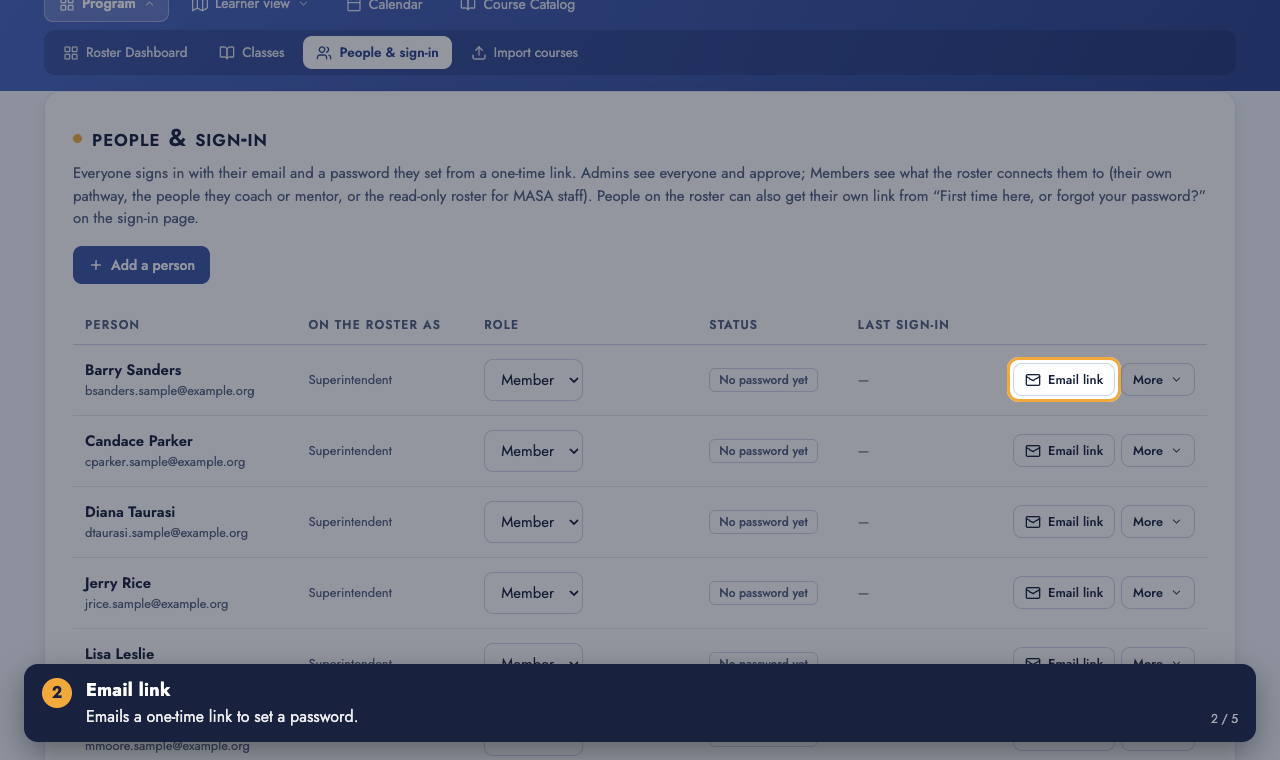 Program
Learner view
Calendar
Course Catalog
Roster Dashboard
Classes
People & sign-in
Import courses
PEOPLE & SIGN-IN
Everyone signs in with their email and a password they set from a one-time link. Admins see everyone and approve; Members see what the roster connects them to (their own
pathway, the people they coach or mentor, or the read-only roster for MASA staff). People on the roster can also get their own link from “First time here, or forgot your password?”
on the sign-in page.
+ Add a person
PERSON ON THE ROSTER AS ROLE STATUS LAST SIGN-IN
Barry Sanders
bsanders.sample@example.org
Superintendent
Member
No password yet
—
Email link
More
Candace Parker
cparker.sample@example.org
Superintendent
Member
No password yet
—
Email link
More
Diana Taurasi
dtaurasi.sample@example.org
Superintendent
Member
No password yet
—
Email link
More
Jerry Rice
jrice.sample@example.org
Superintendent
Member
No password yet
—
Email link
More
Lisa Leslie
Superintendent
Member
No password yet
Email link
More
2
Email link
Emails a one-time link to set a password.
2 / 5
mmoore.sample@example.org